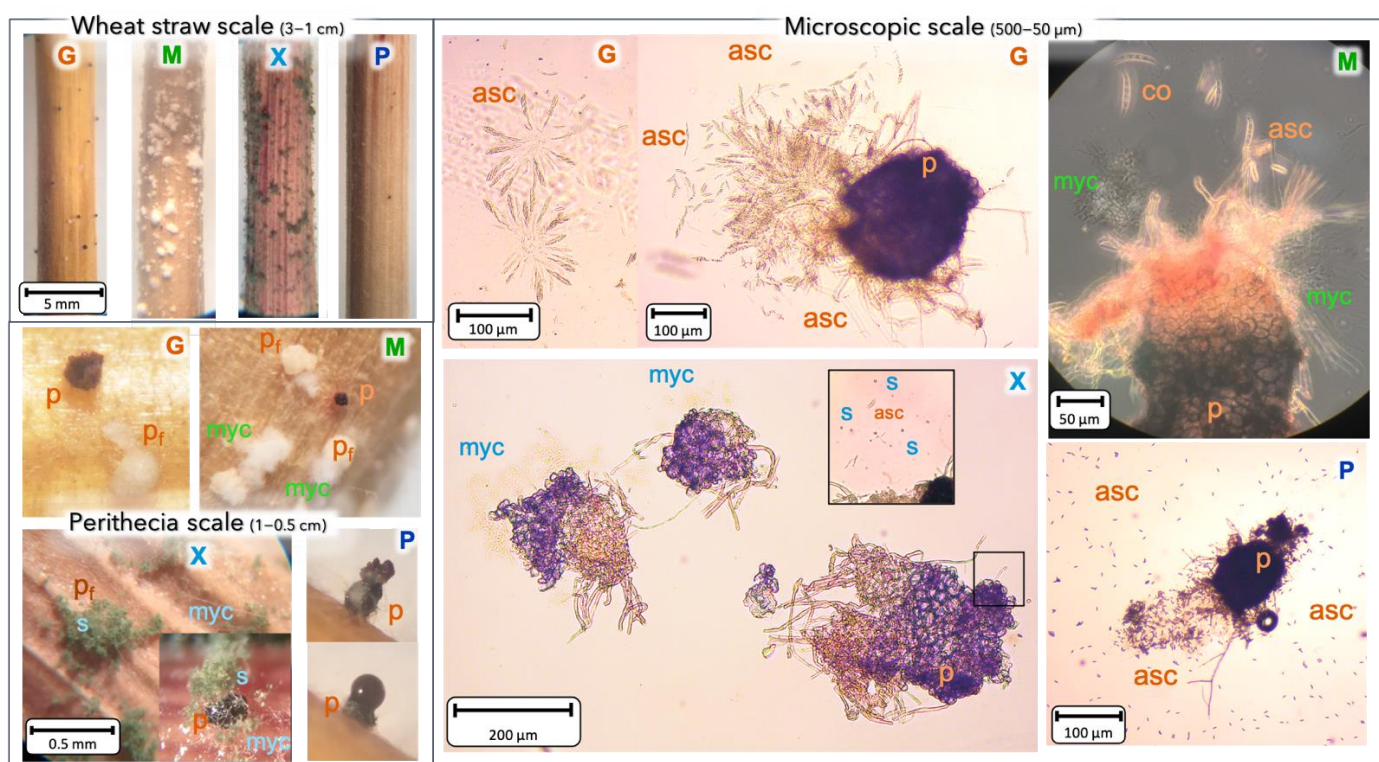 Wheat straw scale (3–1 cm)
G
M
X
P
5 mm
G
p
pf
M
pf
p
myc
pf
myc
Perithecia scale (1–0.5 cm)
X
pf
s
myc
s
p
myc
0.5 mm
P
p
p
Microscopic scale (500–50 µm)
G
asc
100 µm
asc
G
asc
p
asc
100 µm
M
co
asc
myc
myc
p
50 µm
X
myc
myc
s
s
asc
s
p
200 µm
P
asc
p
asc
asc
100 µm